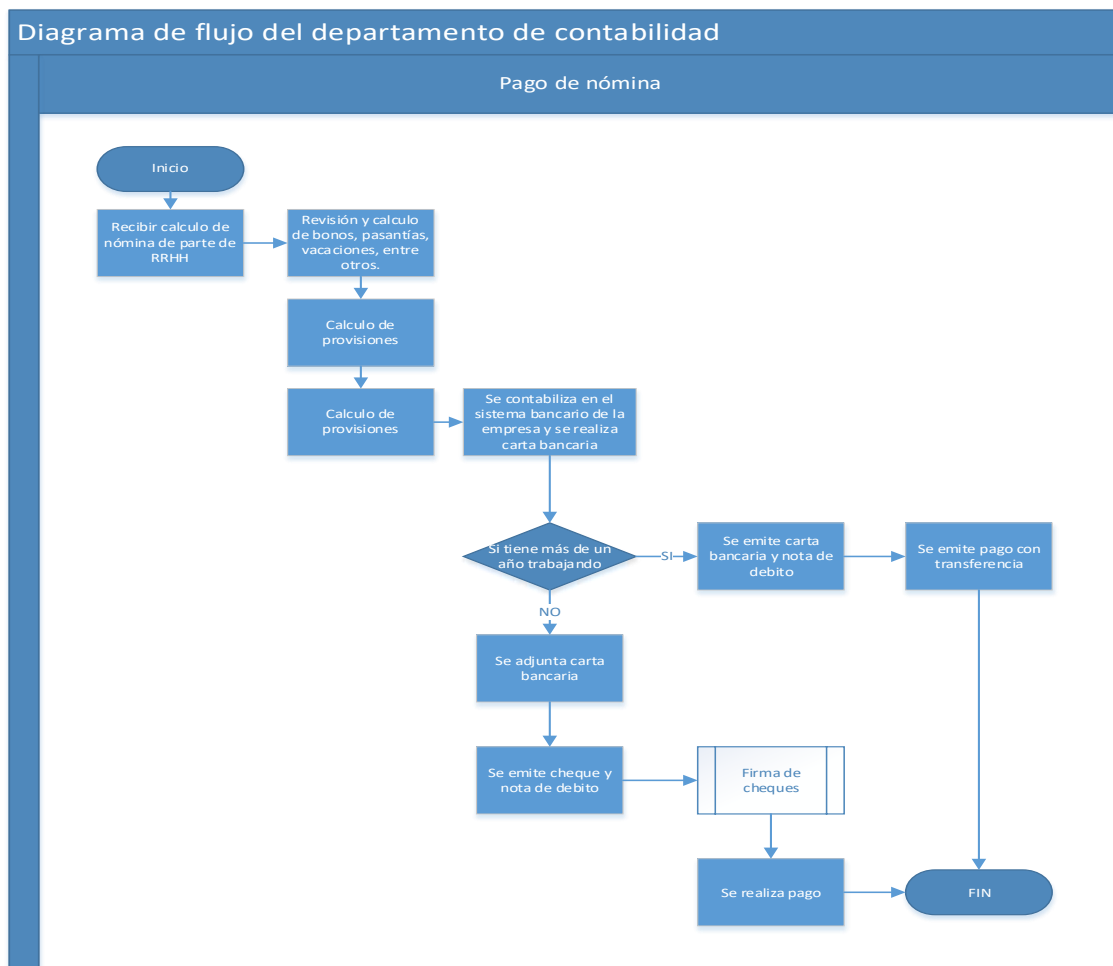 Diagrama de flujo del departamento de contabilidad
Pago de nómina
Inicio
Recibir calculo de
nómina de parte de
RRHH
Revisión y calculo
de bonos, pasantías,
vacaciones, entre
otros.
Calculo de
provisiones
Calculo de
provisiones
Se contabiliza en el
sistema bancario de la
empresa y se realiza
carta bancaria
Si tiene más de un
año trabajando
SI
Se emite carta
bancaria y nota de
debito
Se emite pago con
transferencia
NO
Se adjunta carta
bancaria
Se emite cheque y
nota de debito
Firma de
cheques
Se realiza pago
FIN